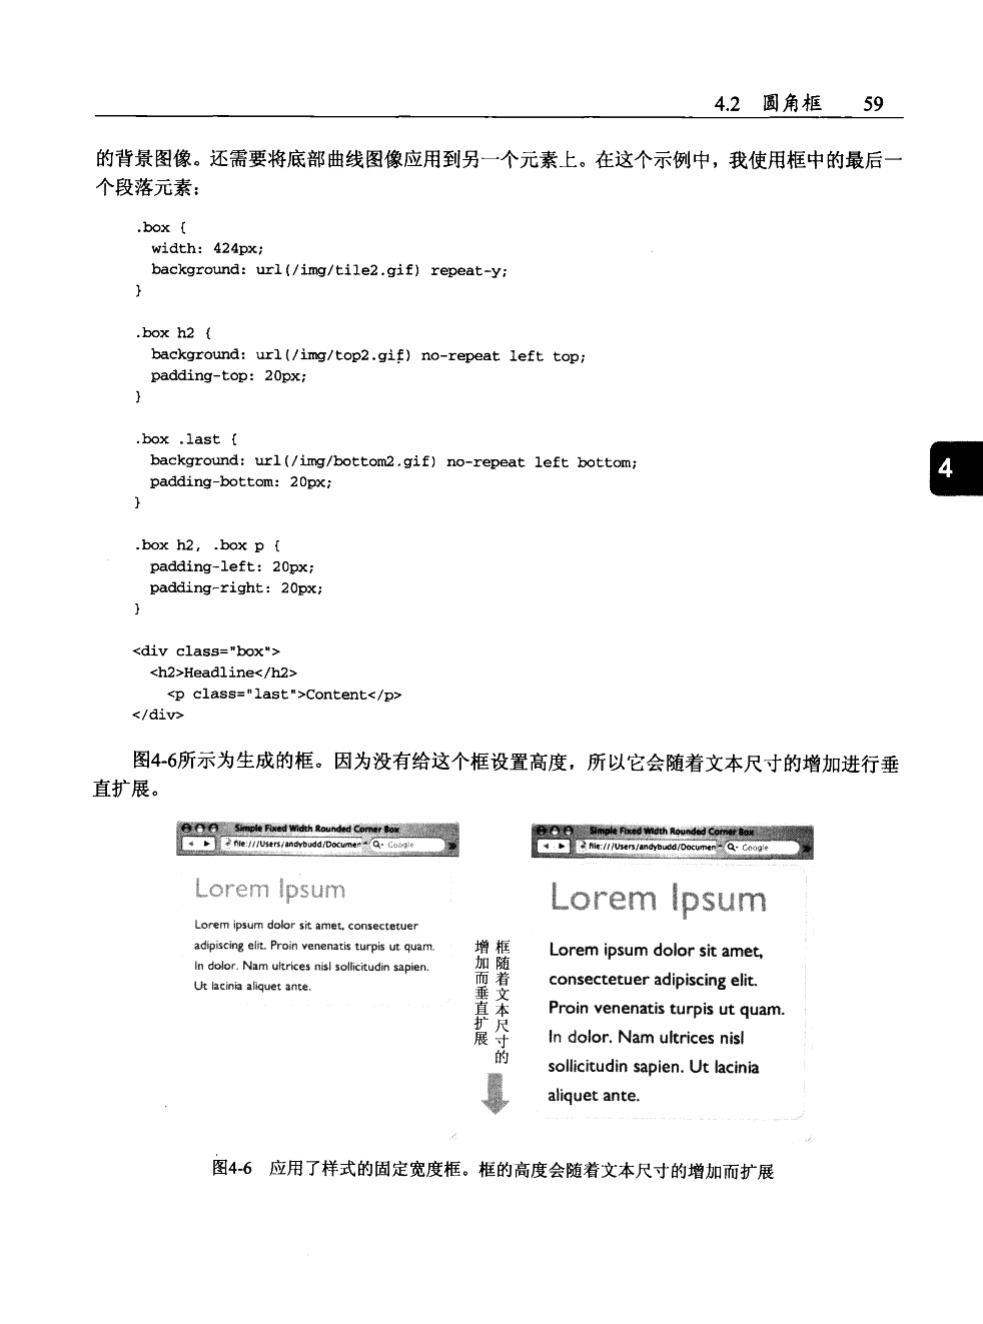 4.2 圆角框 59
的背景图像。还需要将底部曲线图像应用到另一个元素上。在这个示例中，我使用框中的最后一
个段落元素：
.box {
width: 424px;
background: url(/img/tile2.gif) repeat-y;
}
.box h2 {
background: url(/img/top2.gif) no-repeat left top;
padding-top: 20px;
}
.box .last {
background: url(/img/bottom2.gif) no-repeat left bottom;
padding-bottom: 20px;
}
4
.box h2, .box p {
padding-left: 20px;
padding-right: 20px;
}
<div class="box">
<h2>Headline</h2>
<p class="last">Content</p>
</div>
图4-6所示为生成的框。因为没有给这个框设置高度，所以它会随着文本尺寸的增加进行垂
直扩展。
Simple Fixed Width Rounded Corner Box
file:///Users/andybudd/Documen
Google
Lorem Ipsum
Lorem ipsum dolor sit amet, consectetuer
adipiscing elit. Proin venenatis turpis ut quam.
In dolor. Nam ultrices nisl sollicitudin sapien.
Ut lacinia aliquet ante.
框随着文本尺寸的
增加而垂直扩展
Simple Fixed Width Rounded Corner Box
file:///Users/andybudd/Documen
Google
Lorem Ipsum
Lorem ipsum dolor sit amet,
consectetuer adipiscing elit.
Proin venenatis turpis ut quam.
In dolor. Nam ultrices nisl
sollicitudin sapien. Ut lacinia
aliquet ante.
图4-6 应用了样式的固定宽度框。框的高度会随着文本尺寸的增加而扩展